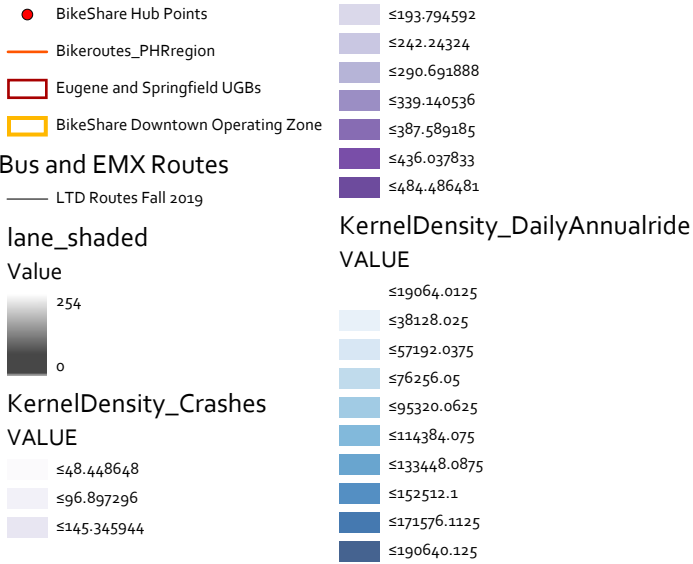 BikeShare Hub Points
Bikeroutes_PHRregion
Eugene and Springfield UGBs
BikeShare Downtown Operating Zone
Bus and EMX Routes
LTD Routes Fall 2019
lane_shaded
Value
254
0
KernelDensity_Crashes
VALUE
≤48.448648
≤96.897296
≤145.345944
≤193.794592
≤242.24324
≤290.691888
≤339.140536
≤387.589185
≤436.037833
≤484.486481
KernelDensity_DailyAnnualride
VALUE
≤19064.0125
≤38128.025
≤57192.0375
≤76256.05
≤95320.0625
≤114384.075
≤133448.0875
≤152512.1
≤171576.1125
≤190640.125